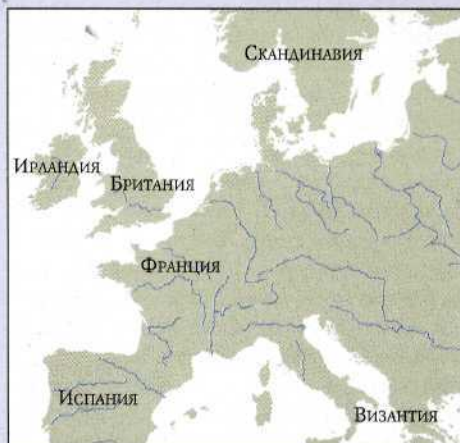 Скандинавия
Ирландия
Британия
Франция
Испания
Византия